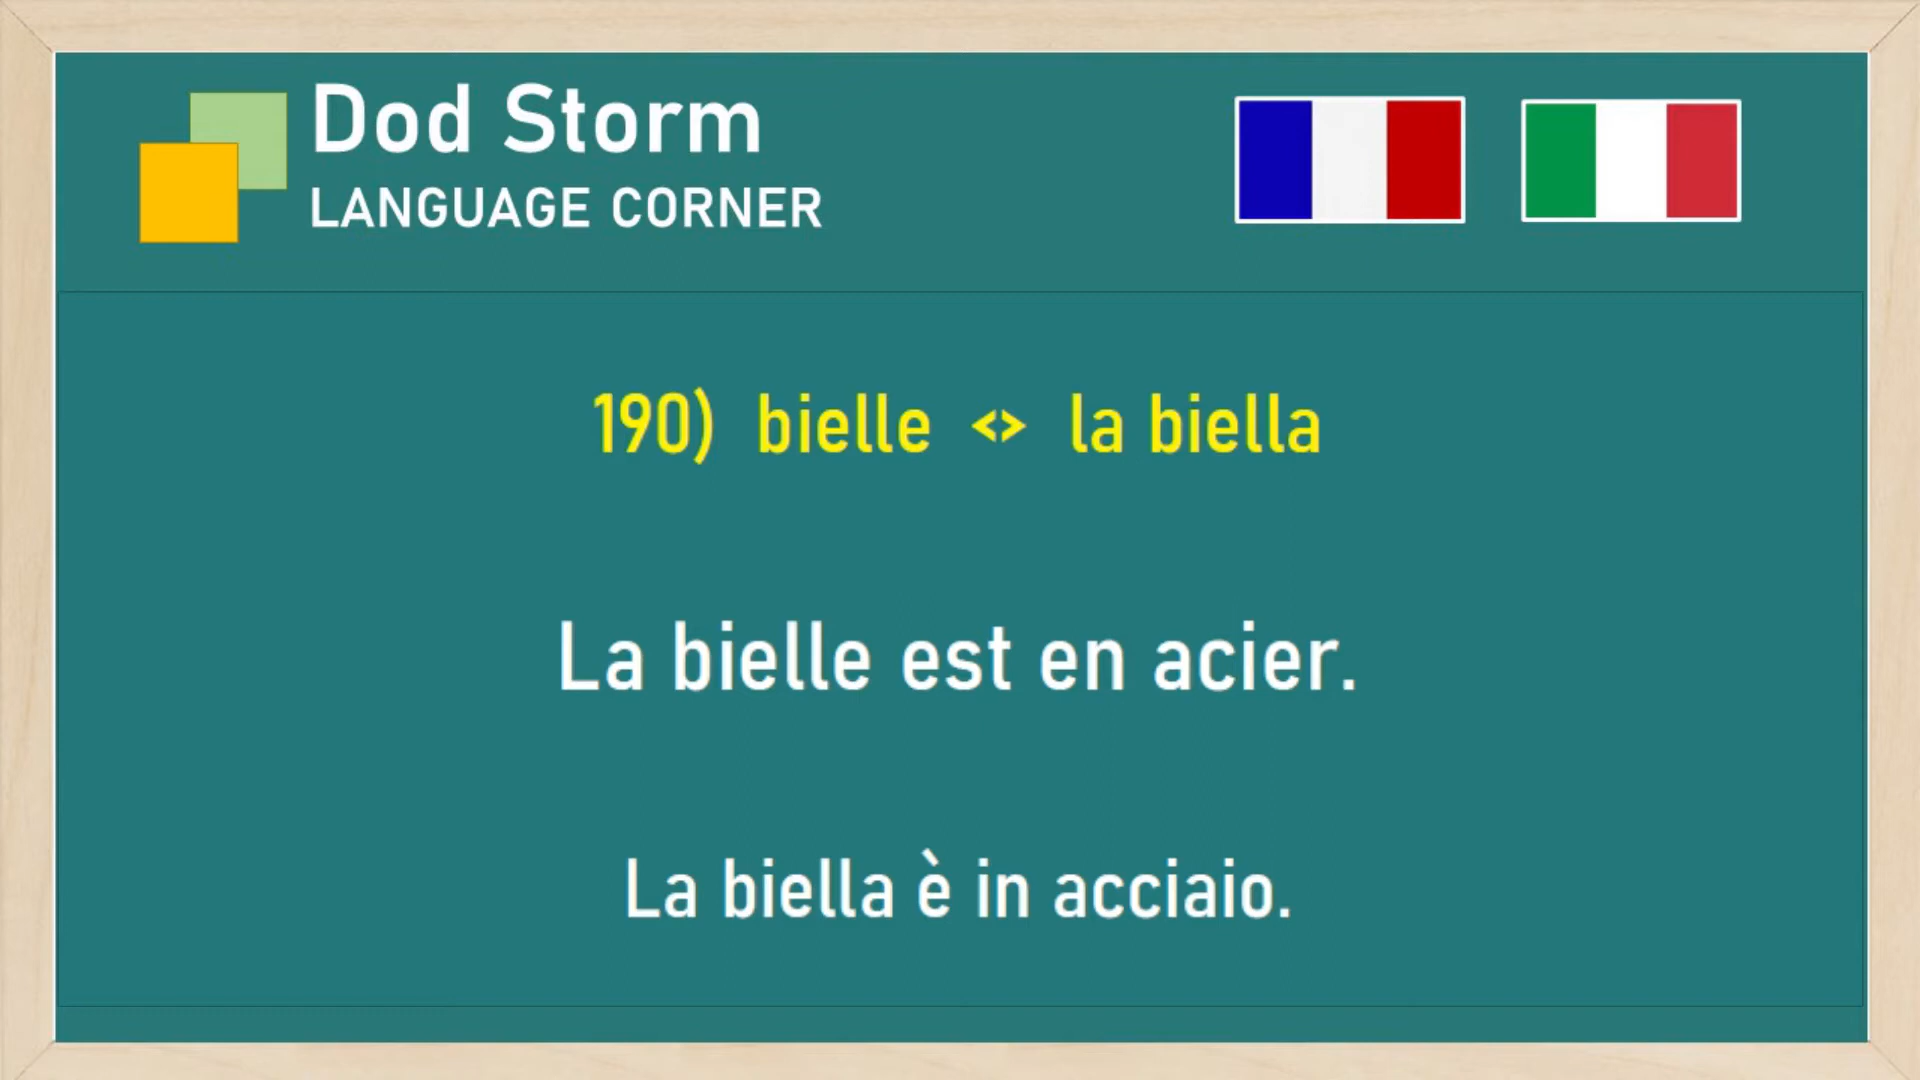 Dod Storm
LANGUAGE CORNER
190) bielle <> la biella
La bielle est en acier.
La biella è in acciaio.